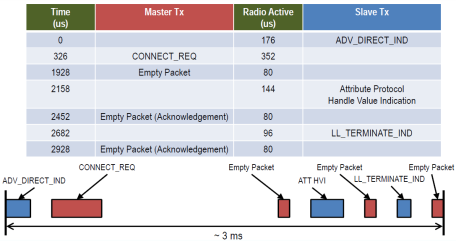 Time (us) Master Tx Radio Active (us) Slave Tx
0 176 ADV_DIRECT_IND
326 CONNECT_REQ 352
1928 Empty Packet 80
2158 144 Attribute Protocol Handle Value Indication
2452 Empty Packet (Acknowledgement) 80
2682 96 LL_TERMINATE_IND
2928 Empty Packet (Acknowledgement) 80
ADV_DIRECT_IND CONNECT_REQ Empty Packet ATT HVI Empty Packet LL_TERMINATE_IND Empty Packet
~ 3 ms